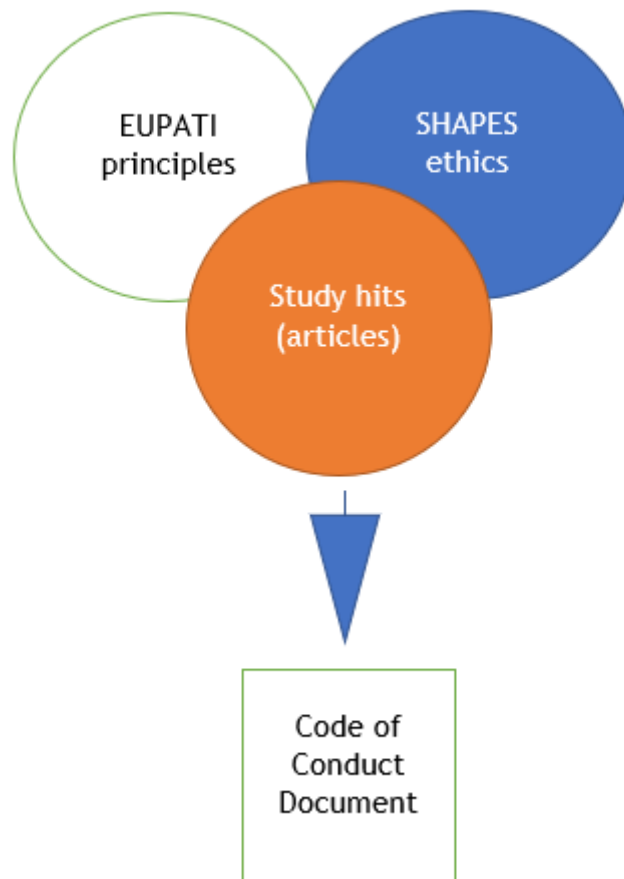 EUPATI
principles
SHAPES
ethics
Study hits
(articles)
Code of
Conduct
Document